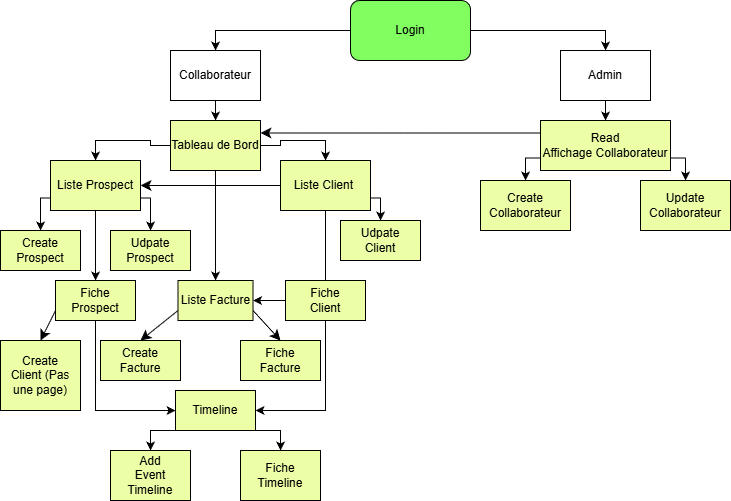 Login
Collaborateur
Admin
Tableau de Bord
Read
Affichage Collaborateur
Liste Prospect
Liste Client
Create
Collaborateur
Update
Collaborateur
Create
Prospect
Udpate
Prospect
Udpate
Client
Fiche
Prospect
Liste Facture
Fiche
Client
Create
Client (Pas
une page)
Create
Facture
Fiche
Facture
Timeline
Add
Event
Timeline
Fiche
Timeline